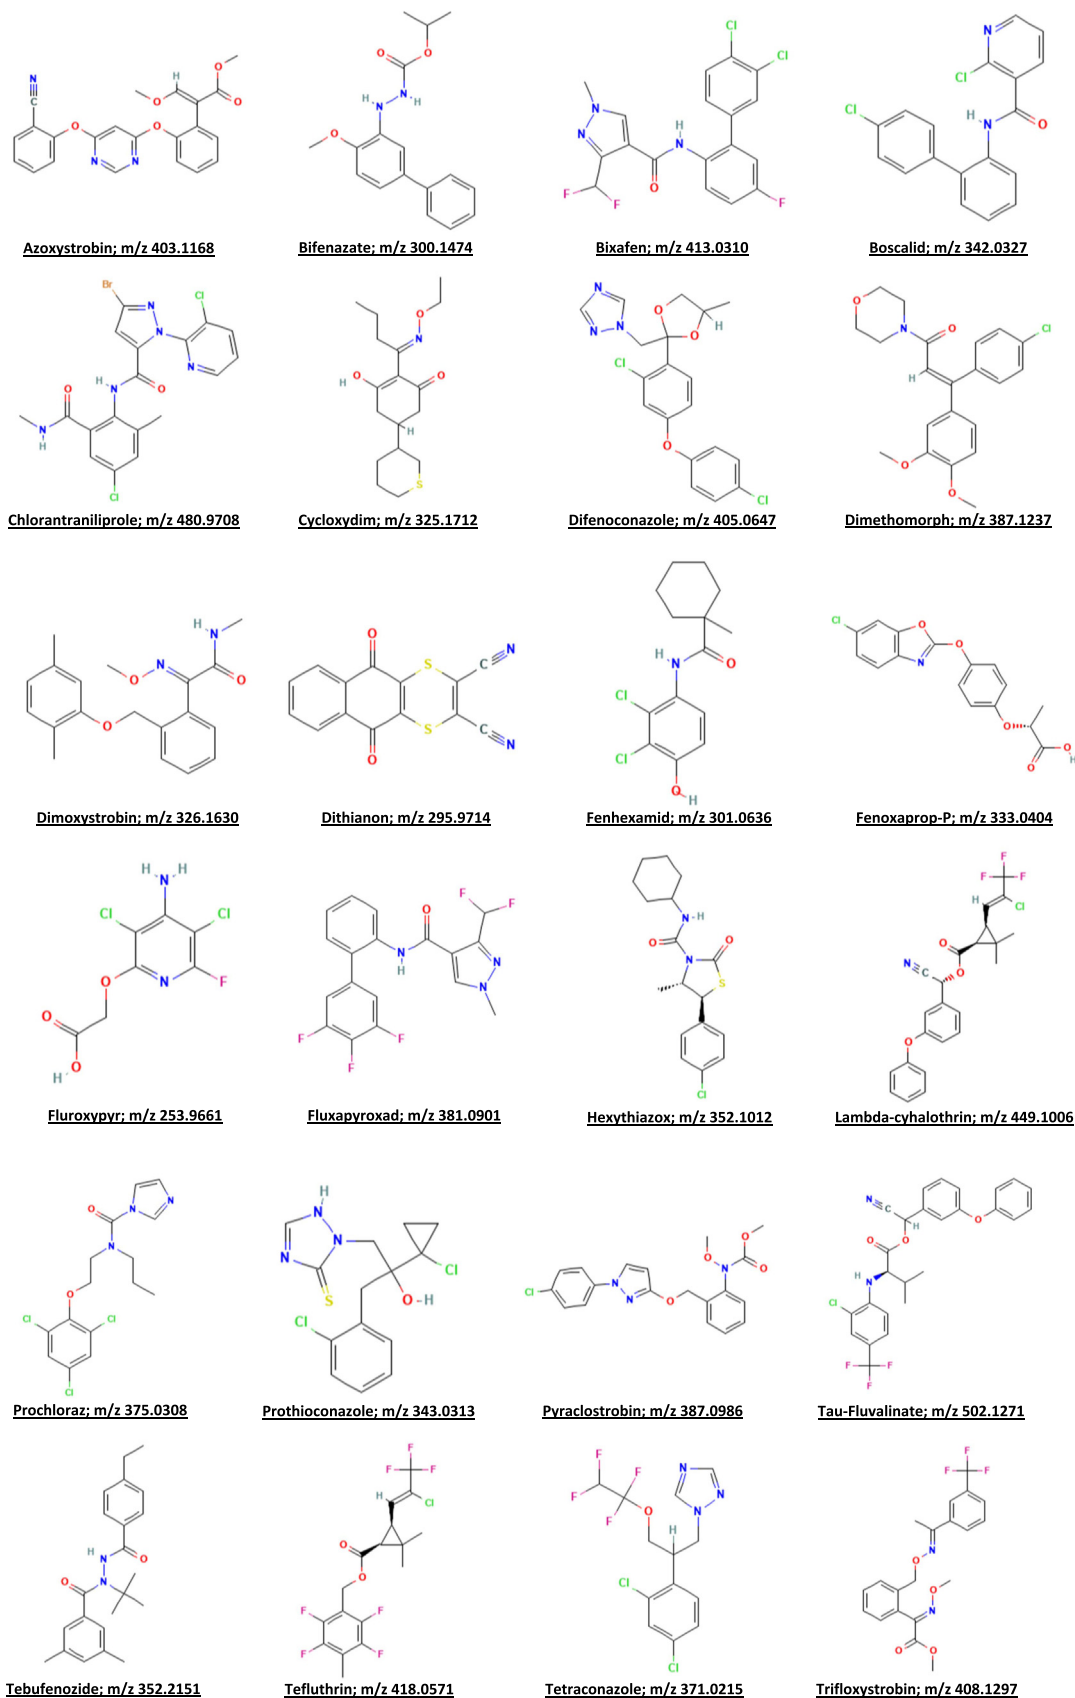 Azoxystrobin; m/z 403.1168
Bifenazate; m/z 300.1474
Bixafen; m/z 413.0310
Boscalid; m/z 342.0327
Chlorantraniliprole; m/z 480.9708
Cycloxydim; m/z 325.1712
Difenoconazole; m/z 405.0647
Dimethomorph; m/z 387.1237
Dimoxystrobin; m/z 326.1630
Dithianon; m/z 295.9714
Fenhexamid; m/z 301.0636
Fenoxaprop-P; m/z 333.0404
Fluroxypyr; m/z 253.9661
Fluxapyroxad; m/z 381.0901
Hexythiazox; m/z 352.1012
Lambda-cyhalothrin; m/z 449.1006
Prochloraz; m/z 375.0308
Prothioconazole; m/z 343.0313
Pyraclostrobin; m/z 387.0986
Tau-Fluvalinate; m/z 502.1271
Tebufenozide; m/z 352.2151
Tefluthrin; m/z 418.0571
Tetraconazole; m/z 371.0215
Trifloxystrobin; m/z 408.1297